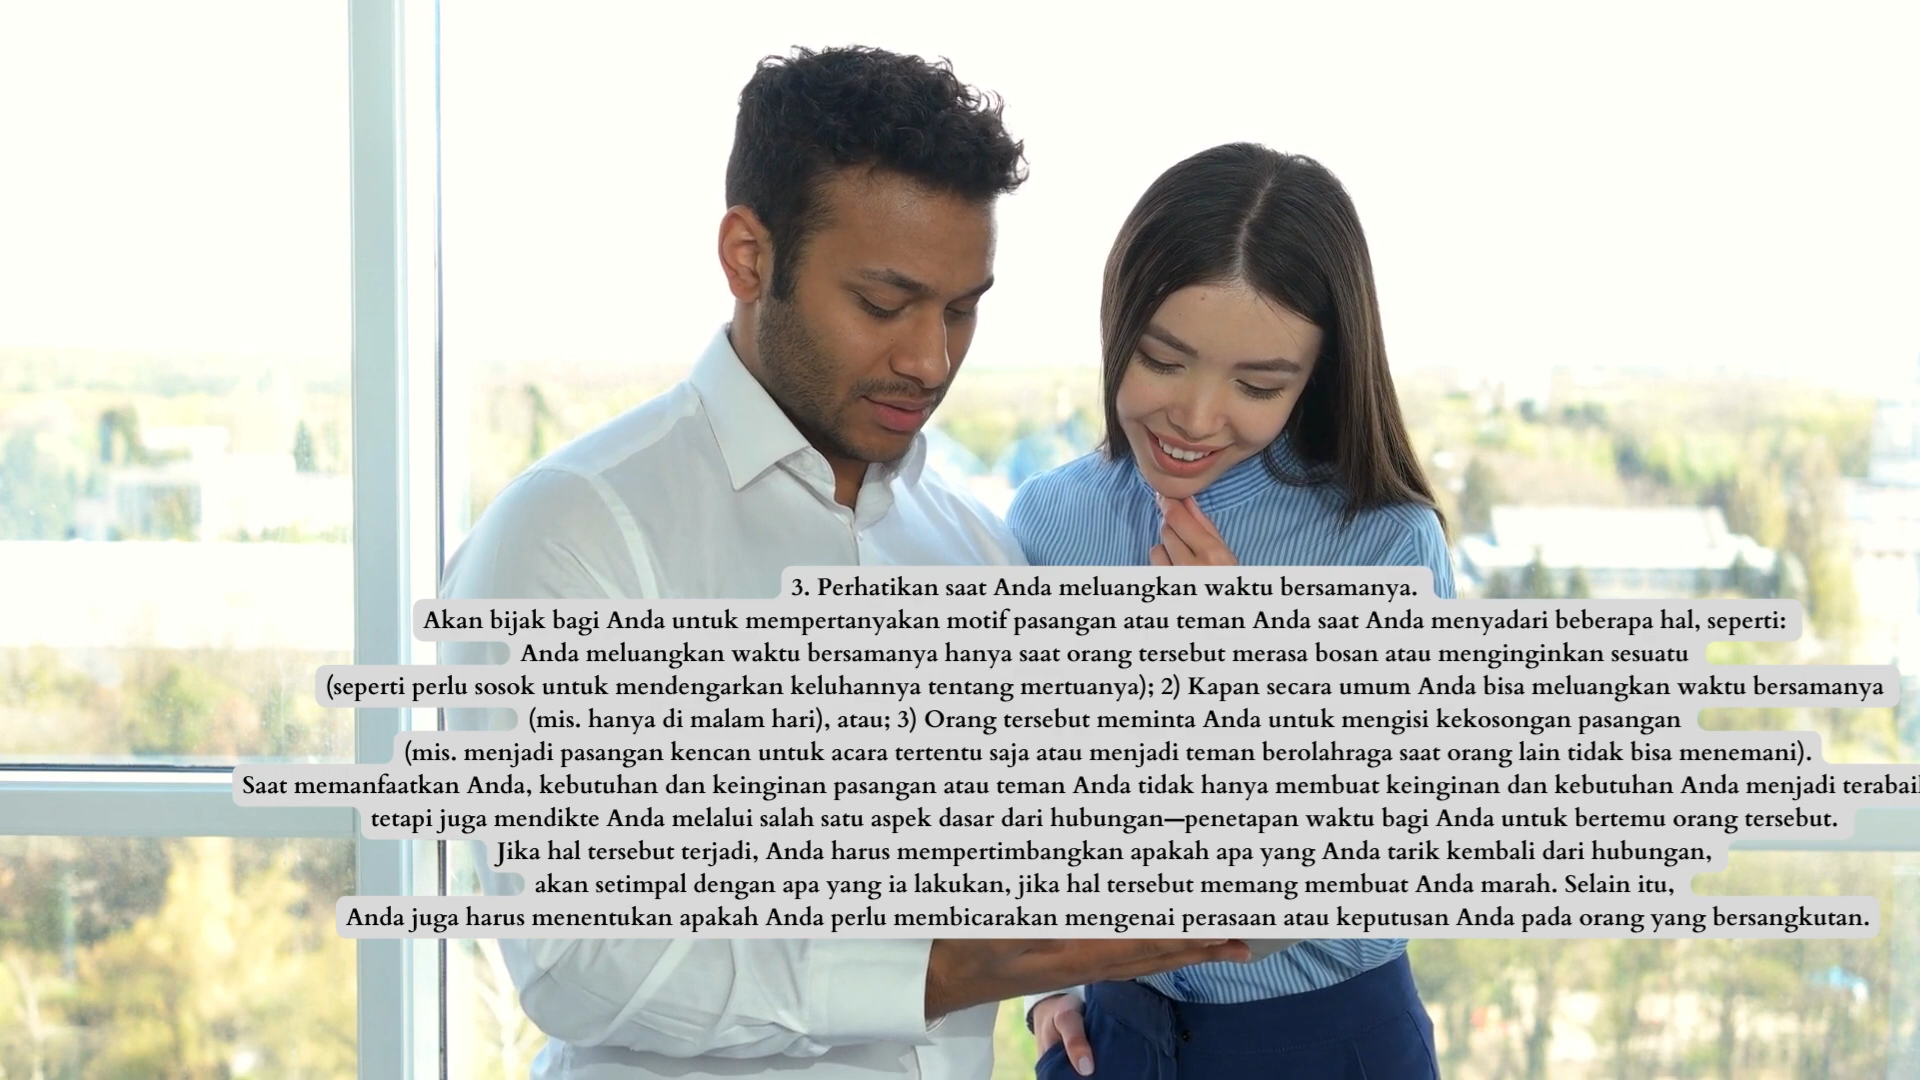 3. Perhatikan saat Anda meluangkan waktu bersamanya.
Akan bijak bagi Anda untuk mempertanyakan motif pasangan atau teman Anda saat Anda menyadari beberapa hal, seperti:
Anda meluangkan waktu bersamanya hanya saat orang tersebut merasa bosan atau menginginkan sesuatu
(seperti perlu sosok untuk mendengarkan keluhannya tentang mertuanya); 2) Kapan secara umum Anda bisa meluangkan waktu bersamanya
(mis. hanya di malam hari), atau; 3) Orang tersebut meminta Anda untuk mengisi kekosongan pasangan
(mis. menjadi pasangan kencan untuk acara tertentu saja atau menjadi teman berolahraga saat orang lain tidak bisa menemani).
Saat memanfaatkan Anda, kebutuhan dan keinginan pasangan atau teman Anda tidak hanya membuat keinginan dan kebutuhan Anda menjadi
tetapi juga mendikte Anda melalui salah satu aspek dasar dari hubungan—penetapan waktu bagi Anda untuk bertemu orang tersebut.
Jika hal tersebut terjadi, Anda harus mempertimbangkan apakah apa yang Anda tarik kembali dari hubungan,
akan setimpal dengan apa yang ia lakukan, jika hal tersebut memang membuat Anda marah. Selain itu,
Anda juga harus menentukan apakah Anda perlu membicarakan mengenai perasaan atau keputusan Anda pada orang yang bersangkutan.